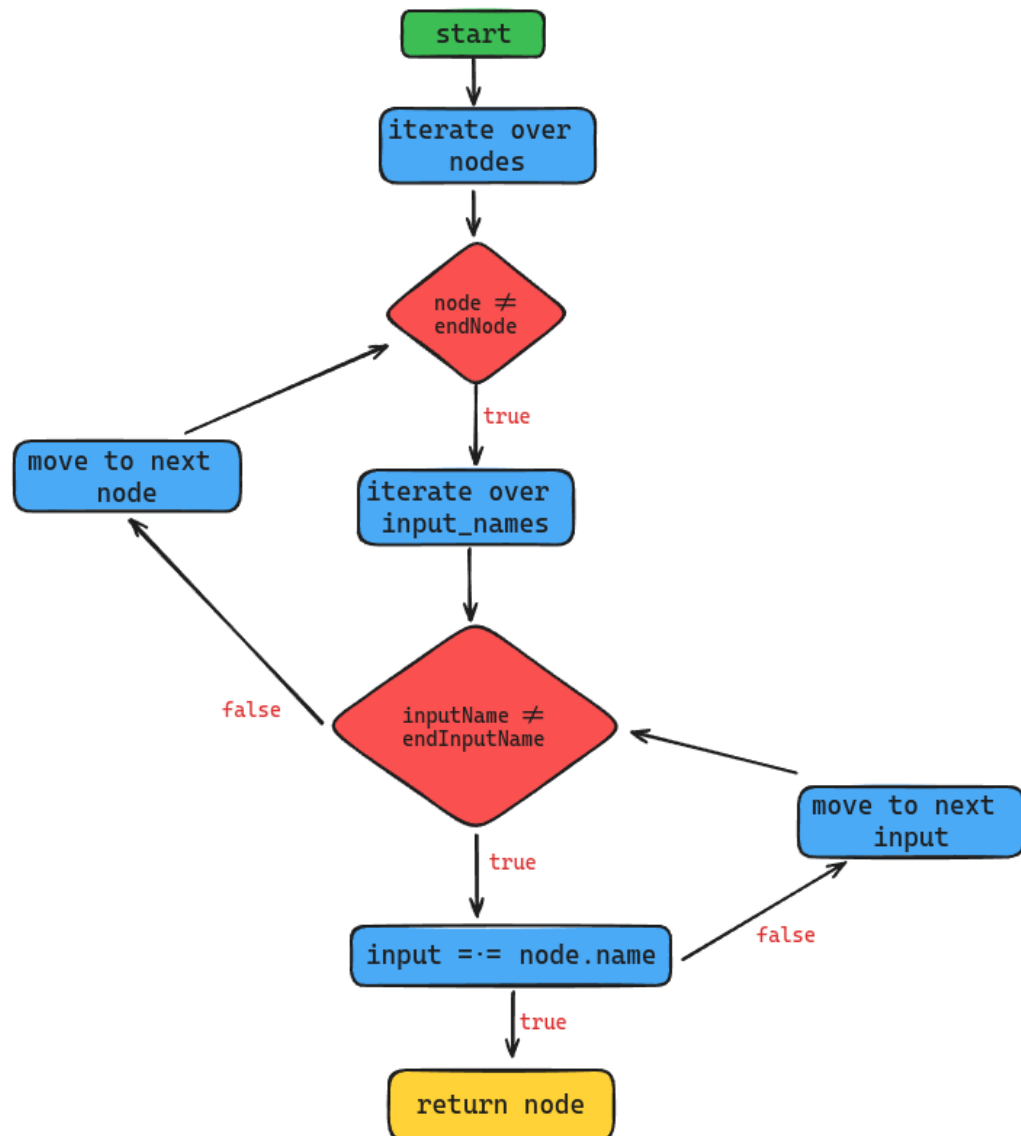 start
iterate over
nodes
node ≠
endNode
true
move to next
node
iterate over
input_names
false
inputName ≠
endInputName
move to next
input
true
false
input =·= node.name
true
return node